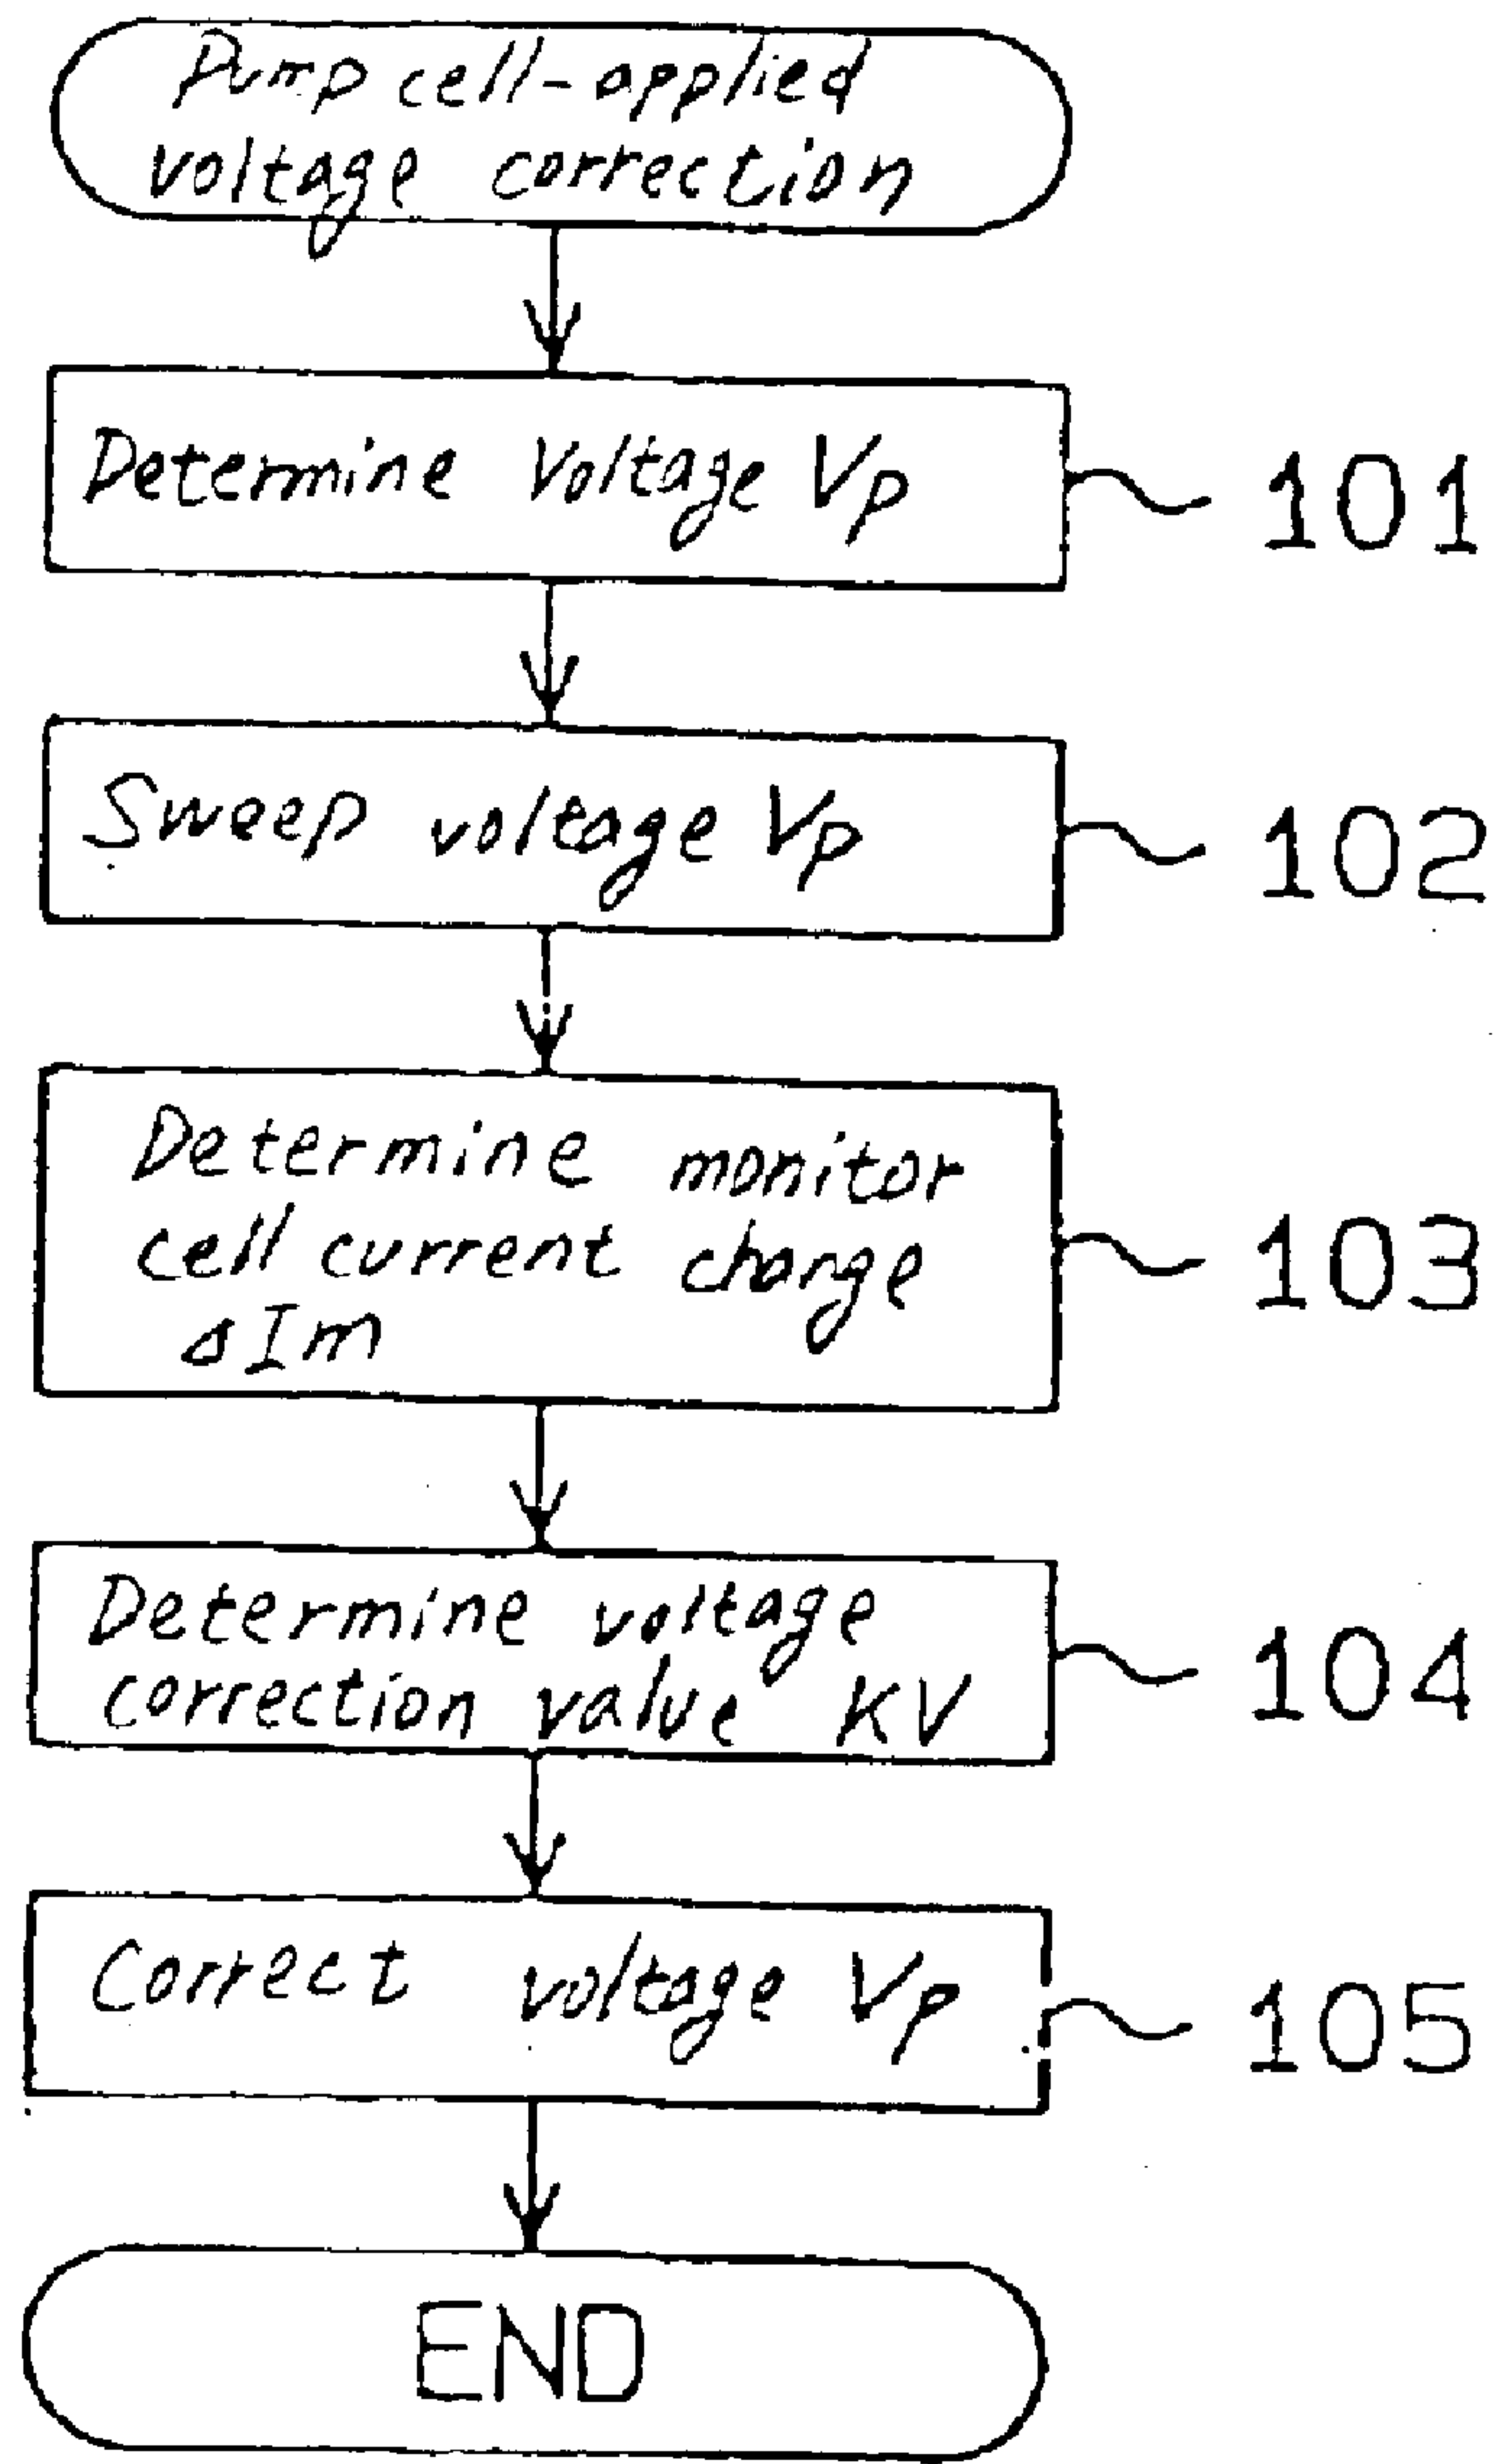 Pump cell-applied
voltage correction
Determine Voltage Vp
101
Sweep voltage Vp
102
Determine monitor
cell current change
ΔIm
103
Determine voltage
correction value KV
104
Correct voltage Vp
105
END